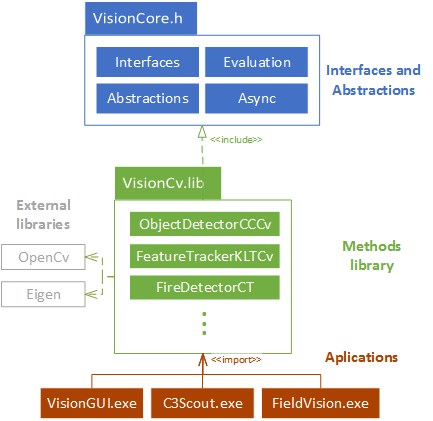 VisionCore.h
Interfaces
Evaluation
Abstractions
Async
Interfaces and
Abstractions
<<include>>
VisionCv.lib
ObjectDetectorCCCv
FeatureTrackerKLTCv
FireDetectorCT
External
libraries
OpenCv
Eigen
Methods
library
<<import>>
Aplications
VisionGUI.exe
C3Scout.exe
FieldVision.exe